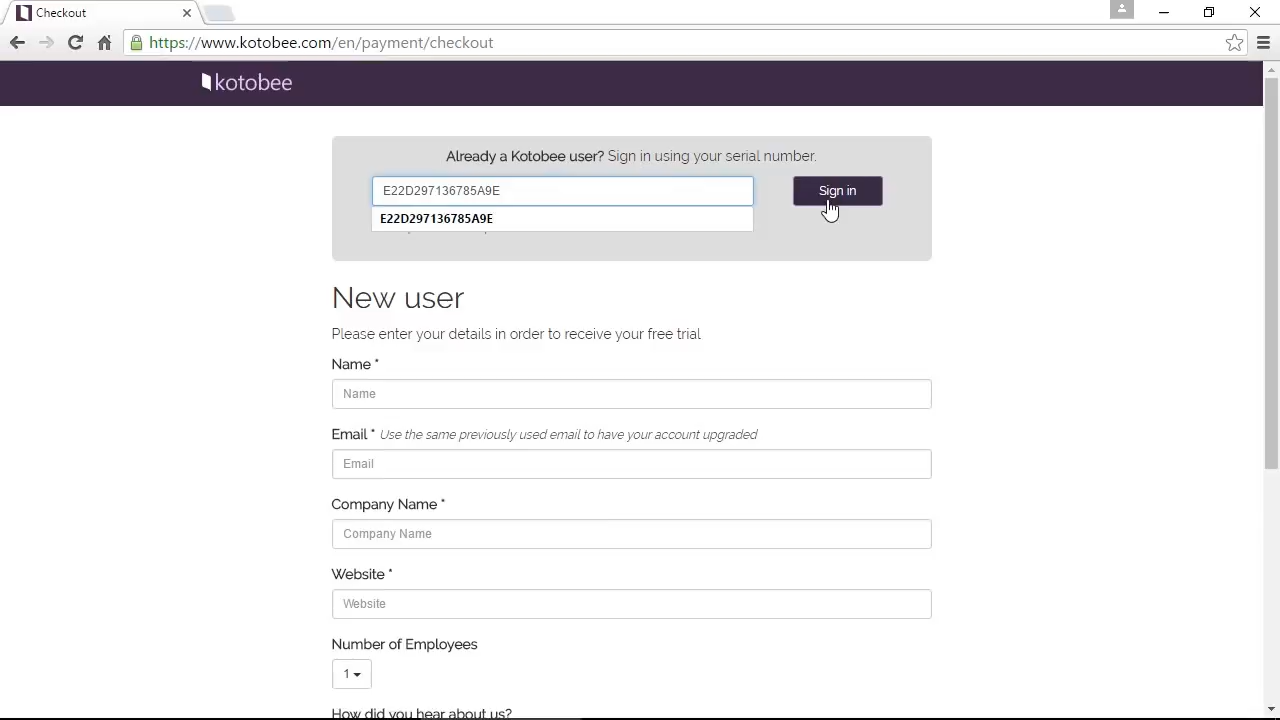 Checkout
https://www.kotobee.com/en/payment/checkout
kotobee
Already a Kotobee user? Sign in using your serial number.
E22D297136785A9E
Sign in
E22D297136785A9E
New user
Please enter your details in order to receive your free trial
Name *
Name
Email * Use the same previously used email to have your account upgraded
Email
Company Name *
Company Name
Website *
Website
Number of Employees
1
How did you hear about us?